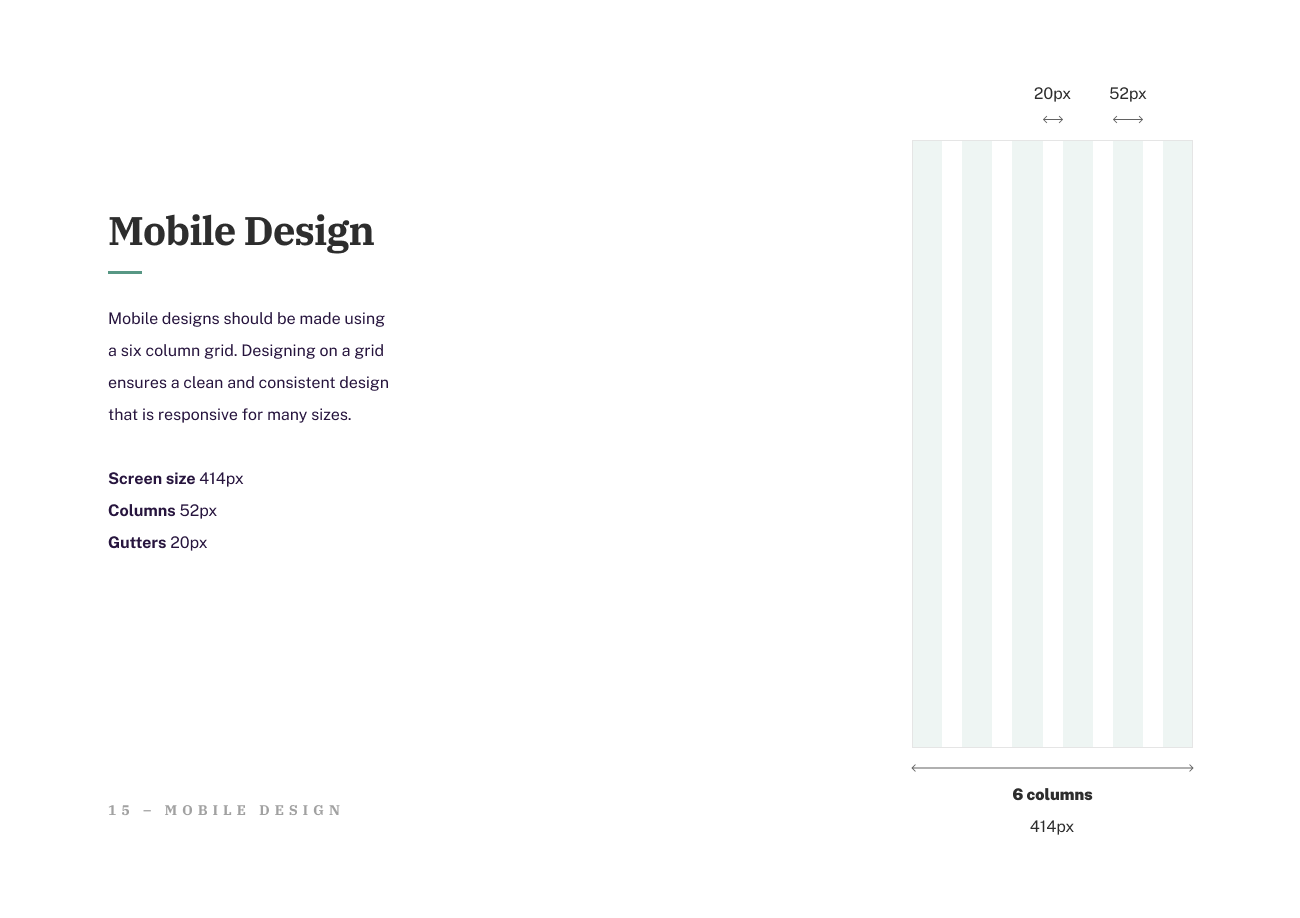 20px 52px
Mobile Design
Mobile designs should be made using
a six column grid. Designing on a grid
ensures a clean and consistent design
that is responsive for many sizes.
Screen size 414px
Columns 52px
Gutters 20px
6 columns
414px
15 – MOBILE DESIGN